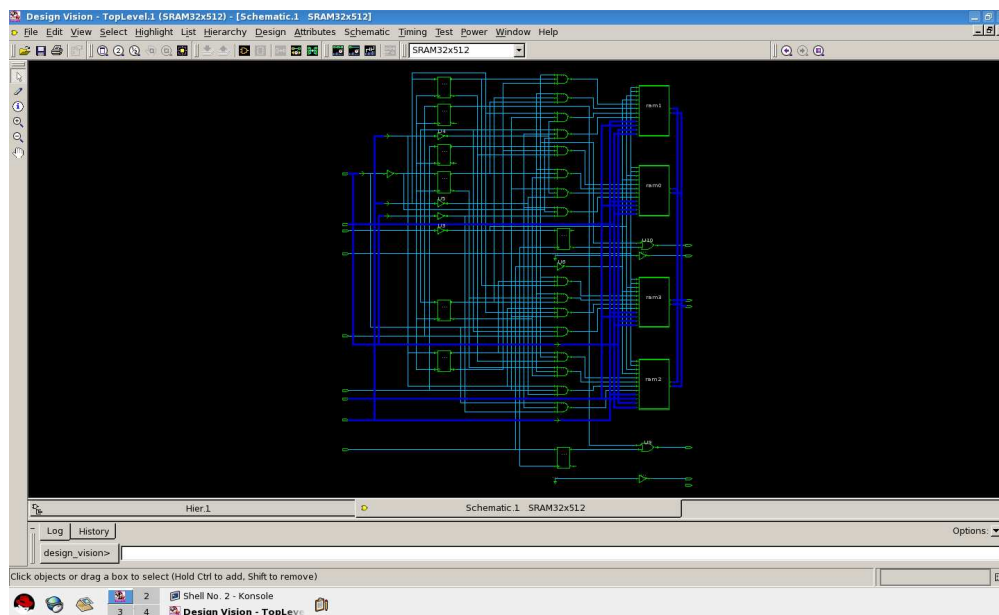 Design Vision - TopLevel.1 (SRAM32x512) - [Schematic.1 SRAM32x512]
File Edit View Select Highlight List Hierarchy Design Attributes Schematic Timing Test Power Window Help
SRAM32x512
ram1
ram0
U10
ram3
ram2
Hier.1
Schematic.1 SRAM32x512
Log History
Options:
design_vision>
Click objects or drag a box to select (Hold Ctrl to add, Shift to remove)
2 Shell No. 2 - Konsole
3 4 Design Vision - TopLeve